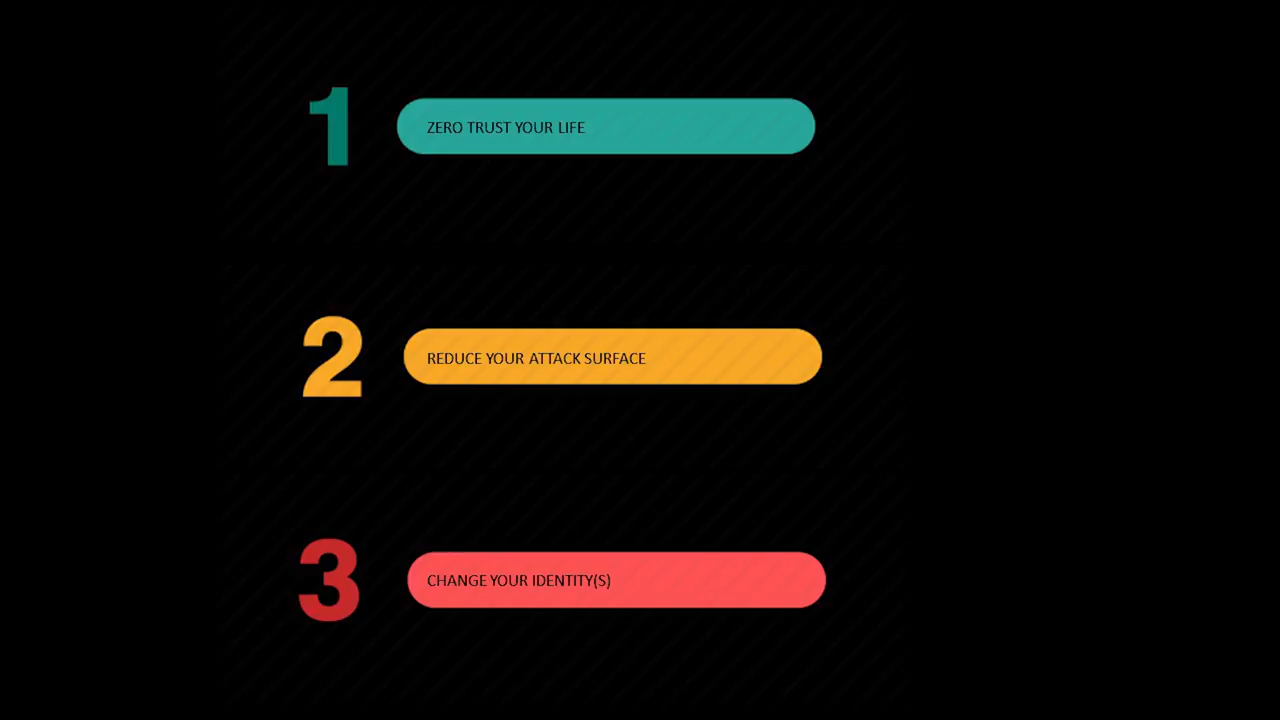 1
ZERO TRUST YOUR LIFE
2
REDUCE YOUR ATTACK SURFACE
3
CHANGE YOUR IDENTITY(S)